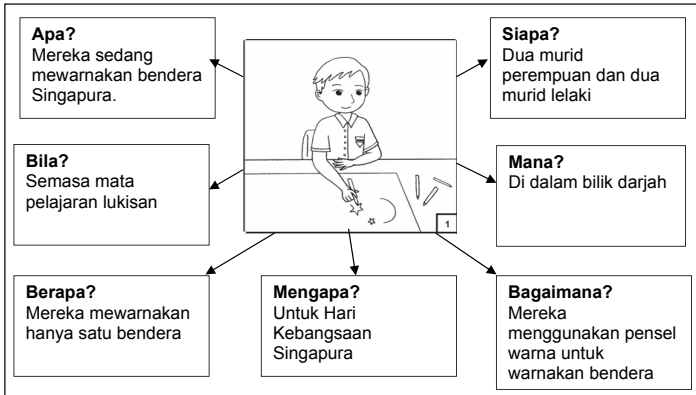 Apa?
Mereka sedang
mewarnakan bendera
Singapura.
Siapa?
Dua murid
perempuan dan dua
murid lelaki
Bila?
Semasa mata
pelajaran lukisan
Mana?
Di dalam bilik darjah
1
Berapa?
Mereka mewarnakan
hanya satu bendera
Mengapa?
Untuk Hari
Kebangsaan
Singapura
Bagaimana?
Mereka
menggunakan pensel
warna untuk
warnakan bendera